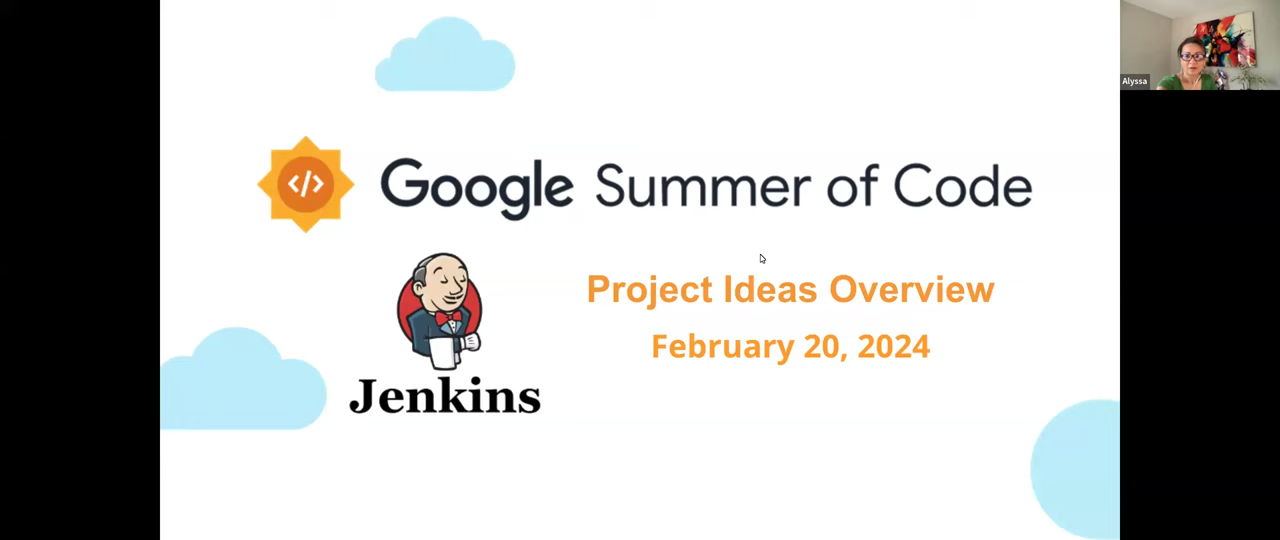 Alyssa
</> Google Summer of Code
Project Ideas Overview
February 20, 2024
Jenkins